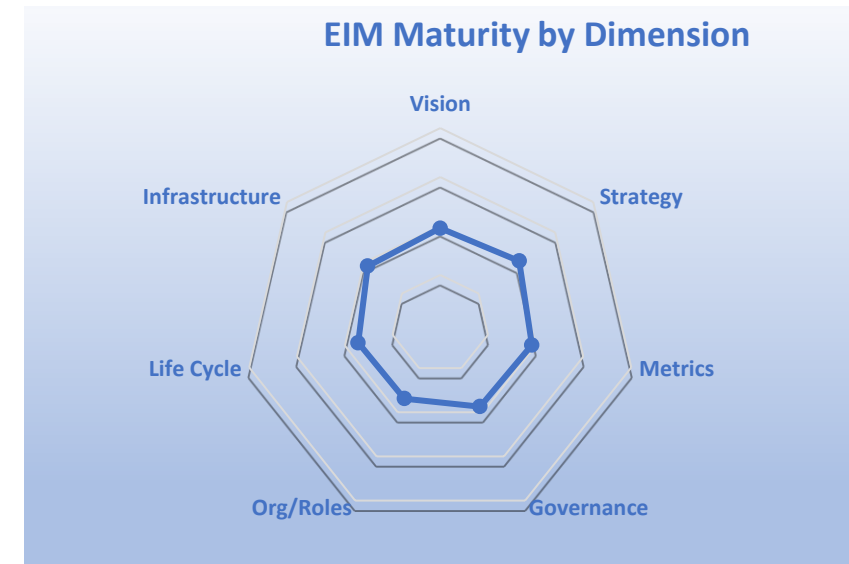 EIM Maturity by Dimension
Vision
Infrastructure
Strategy
Life Cycle
Metrics
Org/Roles
Governance